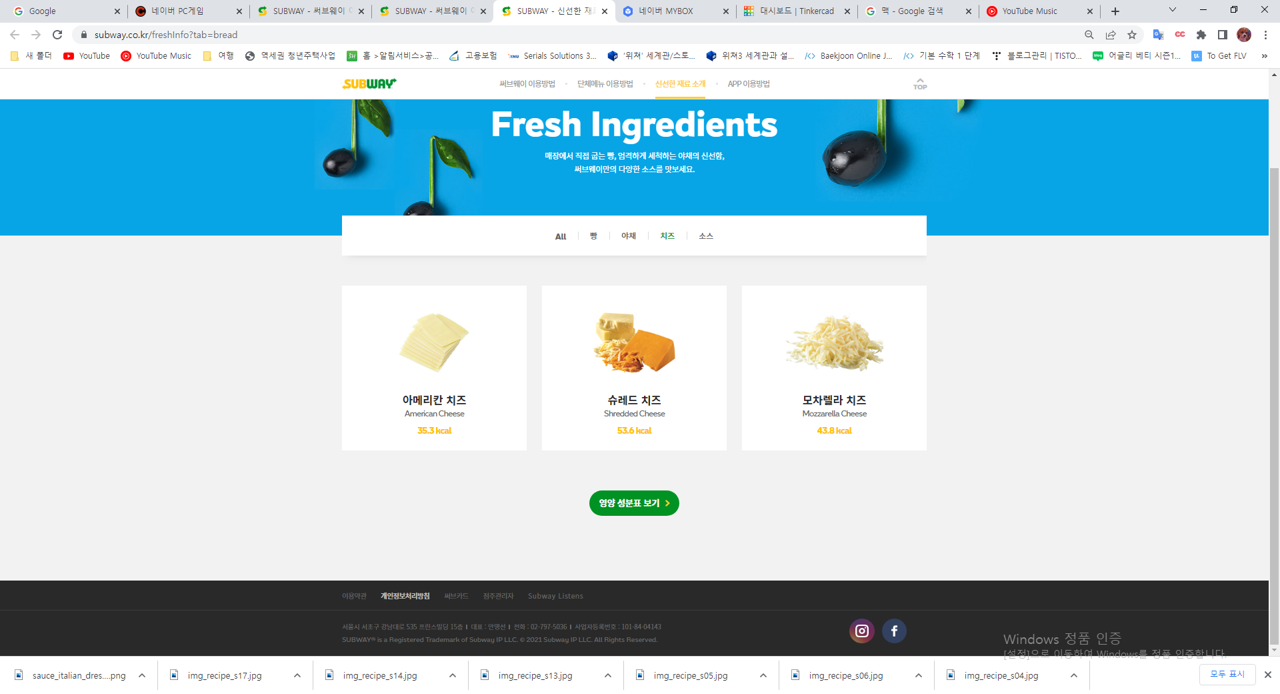 Google
네이버 PC게임
SUBWAY - 써브웨이 이
SUBWAY - 써브웨이 이
SUBWAY - 신선한 재료
네이버 MYBOX
대시보드 | Tinkercad
맥 - Google 검색
YouTube Music
subway.co.kr/freshInfo?tab=bread
CC
새 폴더
YouTube
YouTube Music
여행
역세권 청년주택사업
홈 >알림서비스>공...
고용보험
Serials Solutions 3...
'위쳐' 세계관/스토...
위쳐3 세계관과 설...
Baekjoon Online J...
기본 수학 1 단계
블로그관리 | TISTO...
어글리 베티 시즌1...
To Get FLV
SUBWAY
써브웨이 이용방법
단체메뉴 이용방법
신선한 재료 소개
APP 이용방법
TOP
Fresh Ingredients
매장에서 직접 굽는 빵, 엄격하게 세척하는 야채의 신선함,
써브웨이만의 다양한 소스를 맛보세요.
All
빵
야채
치즈
소스
아메리칸 치즈
American Cheese
35.3 kcal
슈레드 치즈
Shredded Cheese
53.6 kcal
모차렐라 치즈
Mozzarella Cheese
43.8 kcal
영양 성분표 보기
이용약관
개인정보처리방침
써브카드
점주관리자
Subway Listens
서울시 서초구 강남대로 535 프린스빌딩 15층 I 대표 : 안영선 I 전화 : 02-797-5036 I 사업자등록번호 : 101-84-04143
SUBWAY® is a Registered Trademark of Subway IP LLC. © 2021 Subway IP LLC. All Rights Reserved.
Windows 정품 인증
[설정]으로 이동하여 Windows를 정품 인증합니다.
sauce_italian_dres....png
img_recipe_s17.jpg
img_recipe_s14.jpg
img_recipe_s13.jpg
img_recipe_s05.jpg
img_recipe_s06.jpg
img_recipe_s04.jpg
모두 표시